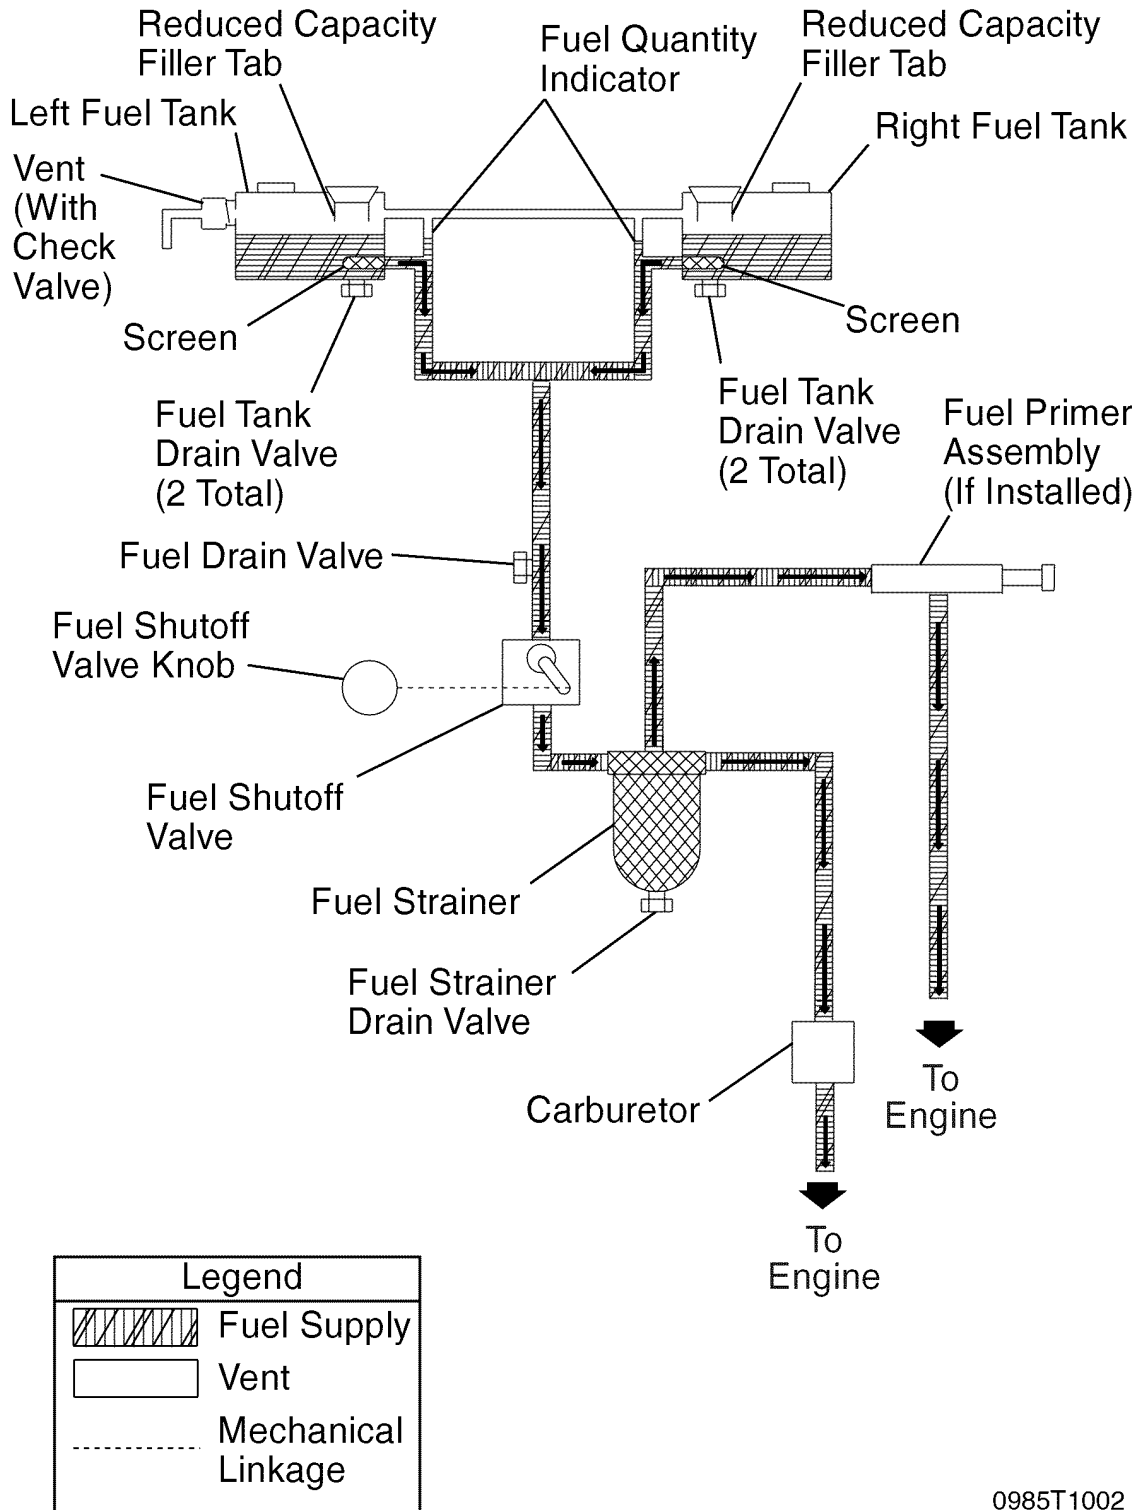 Reduced Capacity
Filler Tab
Fuel Quantity
Indicator
Reduced Capacity
Filler Tab
Left Fuel Tank
Right Fuel Tank
Vent
(With
Check
Valve)
Screen
Screen
Fuel Tank
Drain Valve
(2 Total)
Fuel Tank
Drain Valve
(2 Total)
Fuel Primer
Assembly
(If Installed)
Fuel Drain Valve
Fuel Shutoff
Valve Knob
Fuel Shutoff
Valve
Fuel Strainer
Fuel Strainer
Drain Valve
Carburetor
To
Engine
To
Engine
Legend
Fuel Supply
Vent
Mechanical
Linkage
0985T1002